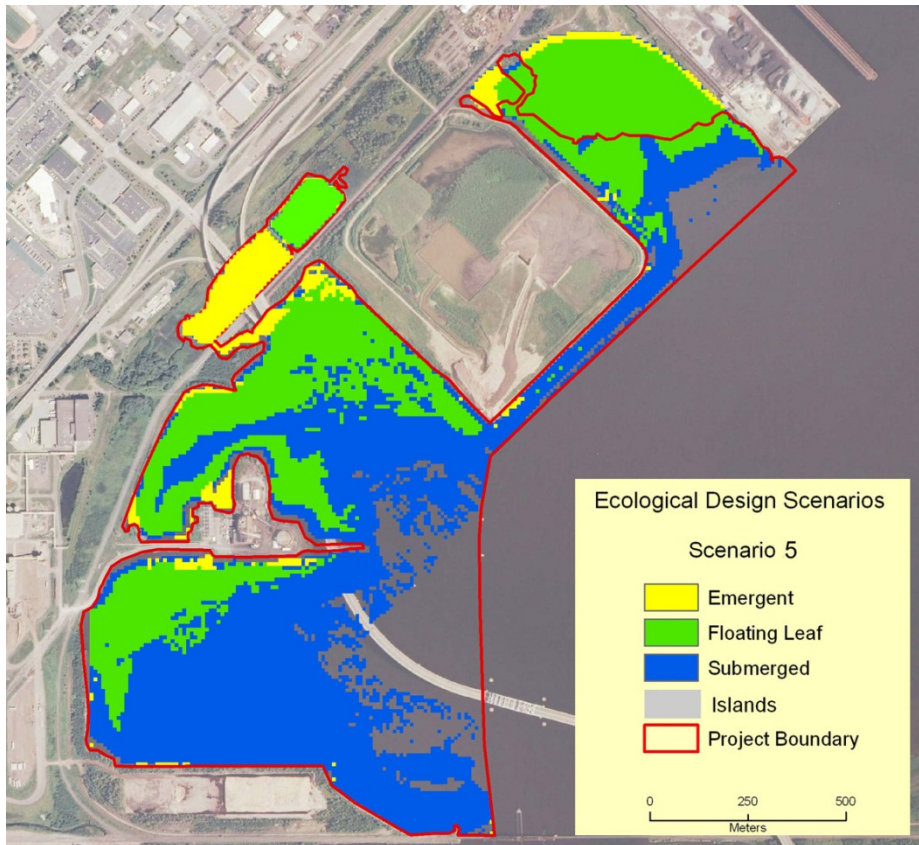 Ecological Design Scenarios
Scenario 5
Emergent
Floating Leaf
Submerged
Islands
Project Boundary
0 250 500
Meters